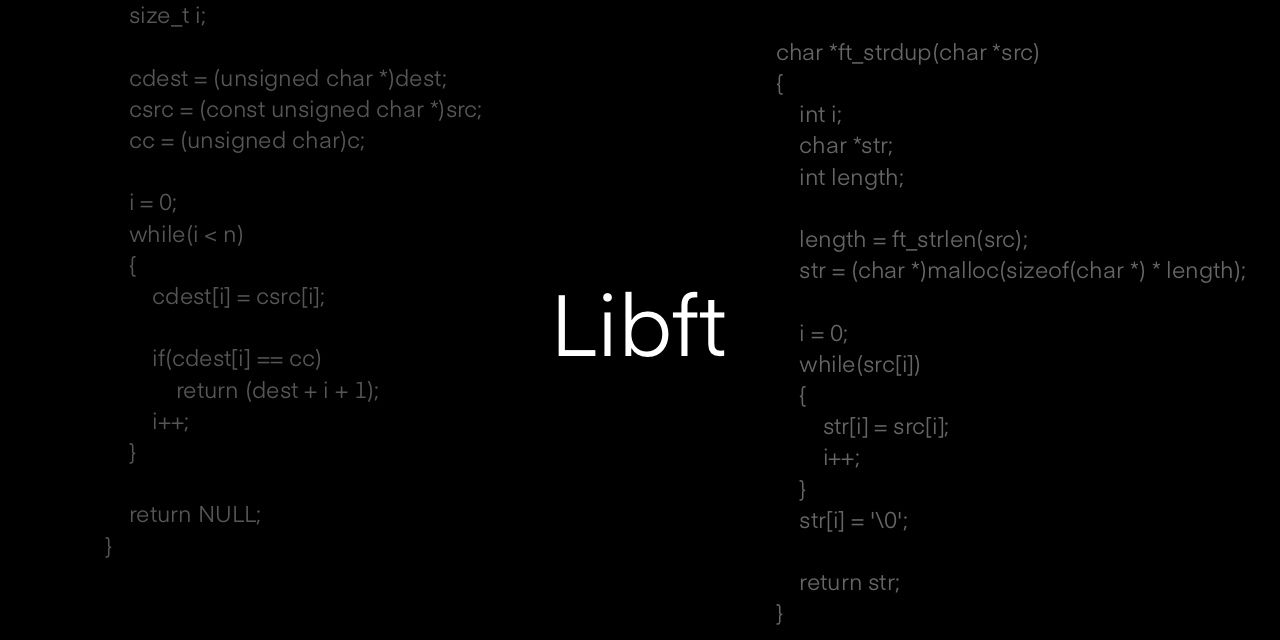 size_t i;
cdest = (unsigned char *)dest;
csrc = (const unsigned char *)src;
cc = (unsigned char)c;
i = 0;
while(i < n)
{
cdest[i] = csrc[i];
if(cdest[i] == cc)
return (dest + i + 1);
i++;
}
return NULL;
}
Libft
char *ft_strdup(char *src)
{
int i;
char *str;
int length;
length = ft_strlen(src);
str = (char *)malloc(sizeof(char *) * length);
i = 0;
while(src[i])
{
str[i] = src[i];
i++;
}
str[i] = '\0';
return str;
}